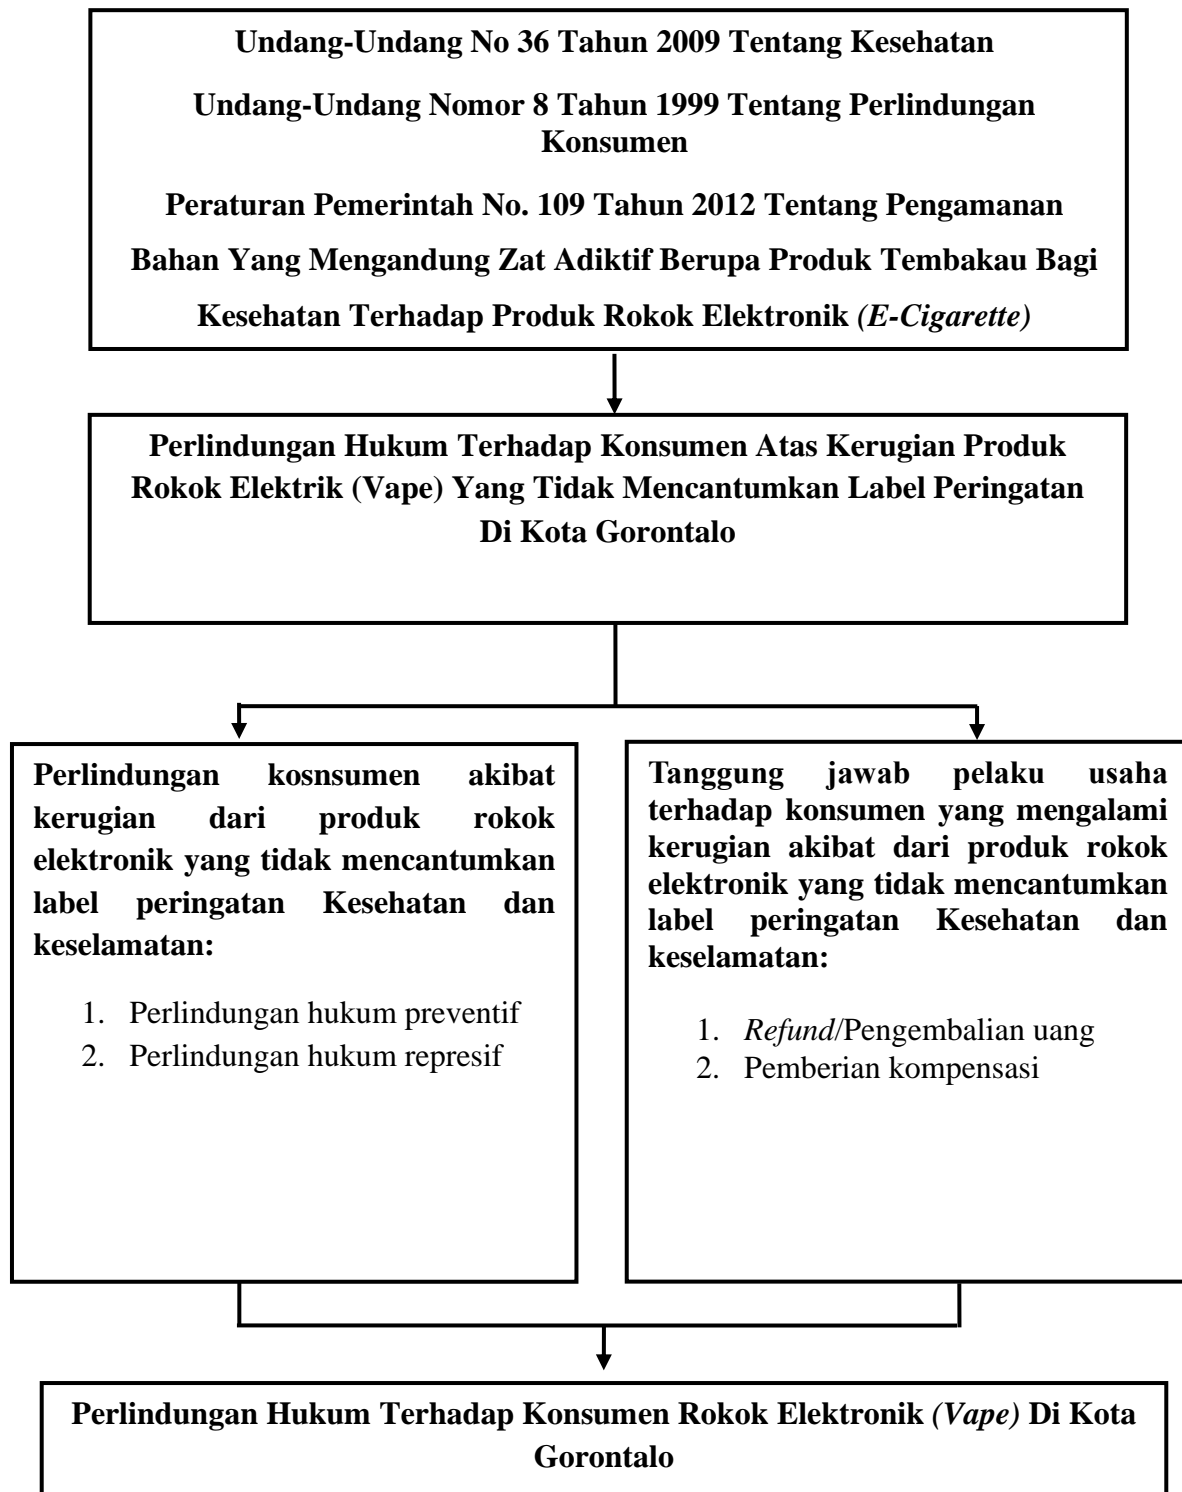 Undang-Undang No 36 Tahun 2009 Tentang Kesehatan
Undang-Undang Nomor 8 Tahun 1999 Tentang Perlindungan
Konsumen
Peraturan Pemerintah No. 109 Tahun 2012 Tentang Pengamanan
Bahan Yang Mengandung Zat Adiktif Berupa Produk Tembakau Bagi
Kesehatan Terhadap Produk Rokok Elektronik (E-Cigarette)
Perlindungan Hukum Terhadap Konsumen Atas Kerugian Produk
Rokok Elektrik (Vape) Yang Tidak Mencantumkan Label Peringatan
Di Kota Gorontalo
Perlindungan kosnsumen akibat
kerugian dari produk rokok
elektronik yang tidak mencantumkan
label peringatan Kesehatan dan
keselamatan:
1. Perlindungan hukum preventif
2. Perlindungan hukum represif
Tanggung jawab pelaku usaha
terhadap konsumen yang mengalami
kerugian akibat dari produk rokok
elektronik yang tidak mencantumkan
label peringatan Kesehatan dan
keselamatan:
1. Refund/Pengembalian uang
2. Pemberian kompensasi
Perlindungan Hukum Terhadap Konsumen Rokok Elektronik (Vape) Di Kota
Gorontalo